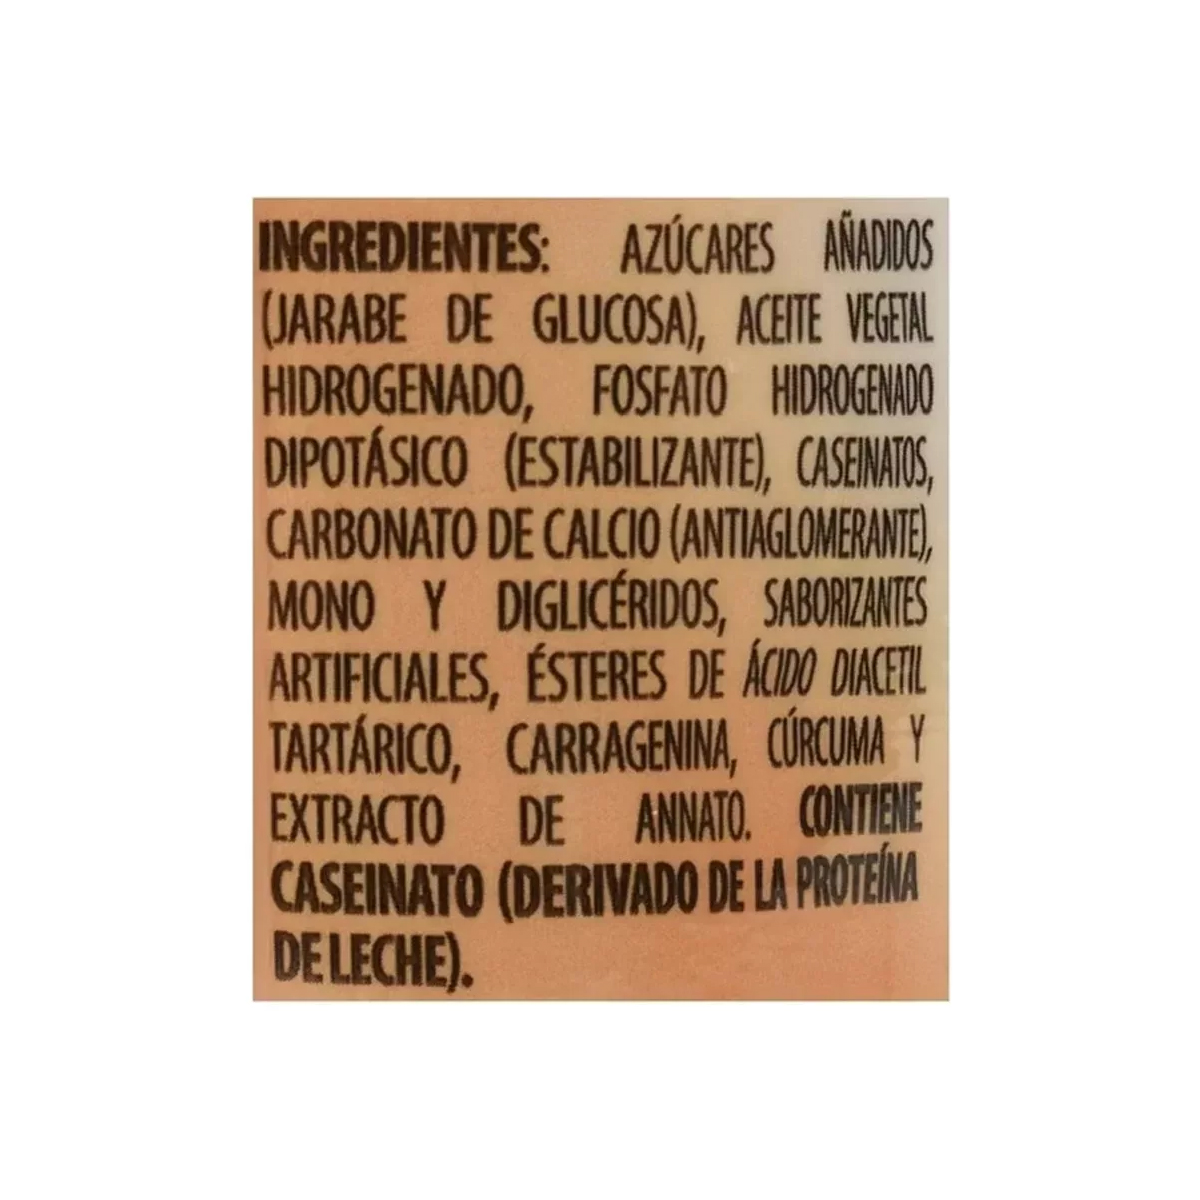 INGREDIENTES: AZÚCARES AÑADIDOS
(JARABE DE GLUCOSA), ACEITE VEGETAL
HIDROGENADO, FOSFATO HIDROGENADO
DIPOTÁSICO (ESTABILIZANTE), CASEINATOS,
CARBONATO DE CALCIO (ANTIAGLOMERANTE),
MONO Y DIGLICÉRIDOS, SABORIZANTES
ARTIFICIALES, ÉSTERES DE ÁCIDO DIACETIL
TARTÁRICO, CARRAGENINA, CÚRCUMA Y
EXTRACTO DE ANNATO. CONTIENE
CASEINATO (DERIVADO DE LA PROTEÍNA
DE LECHE).